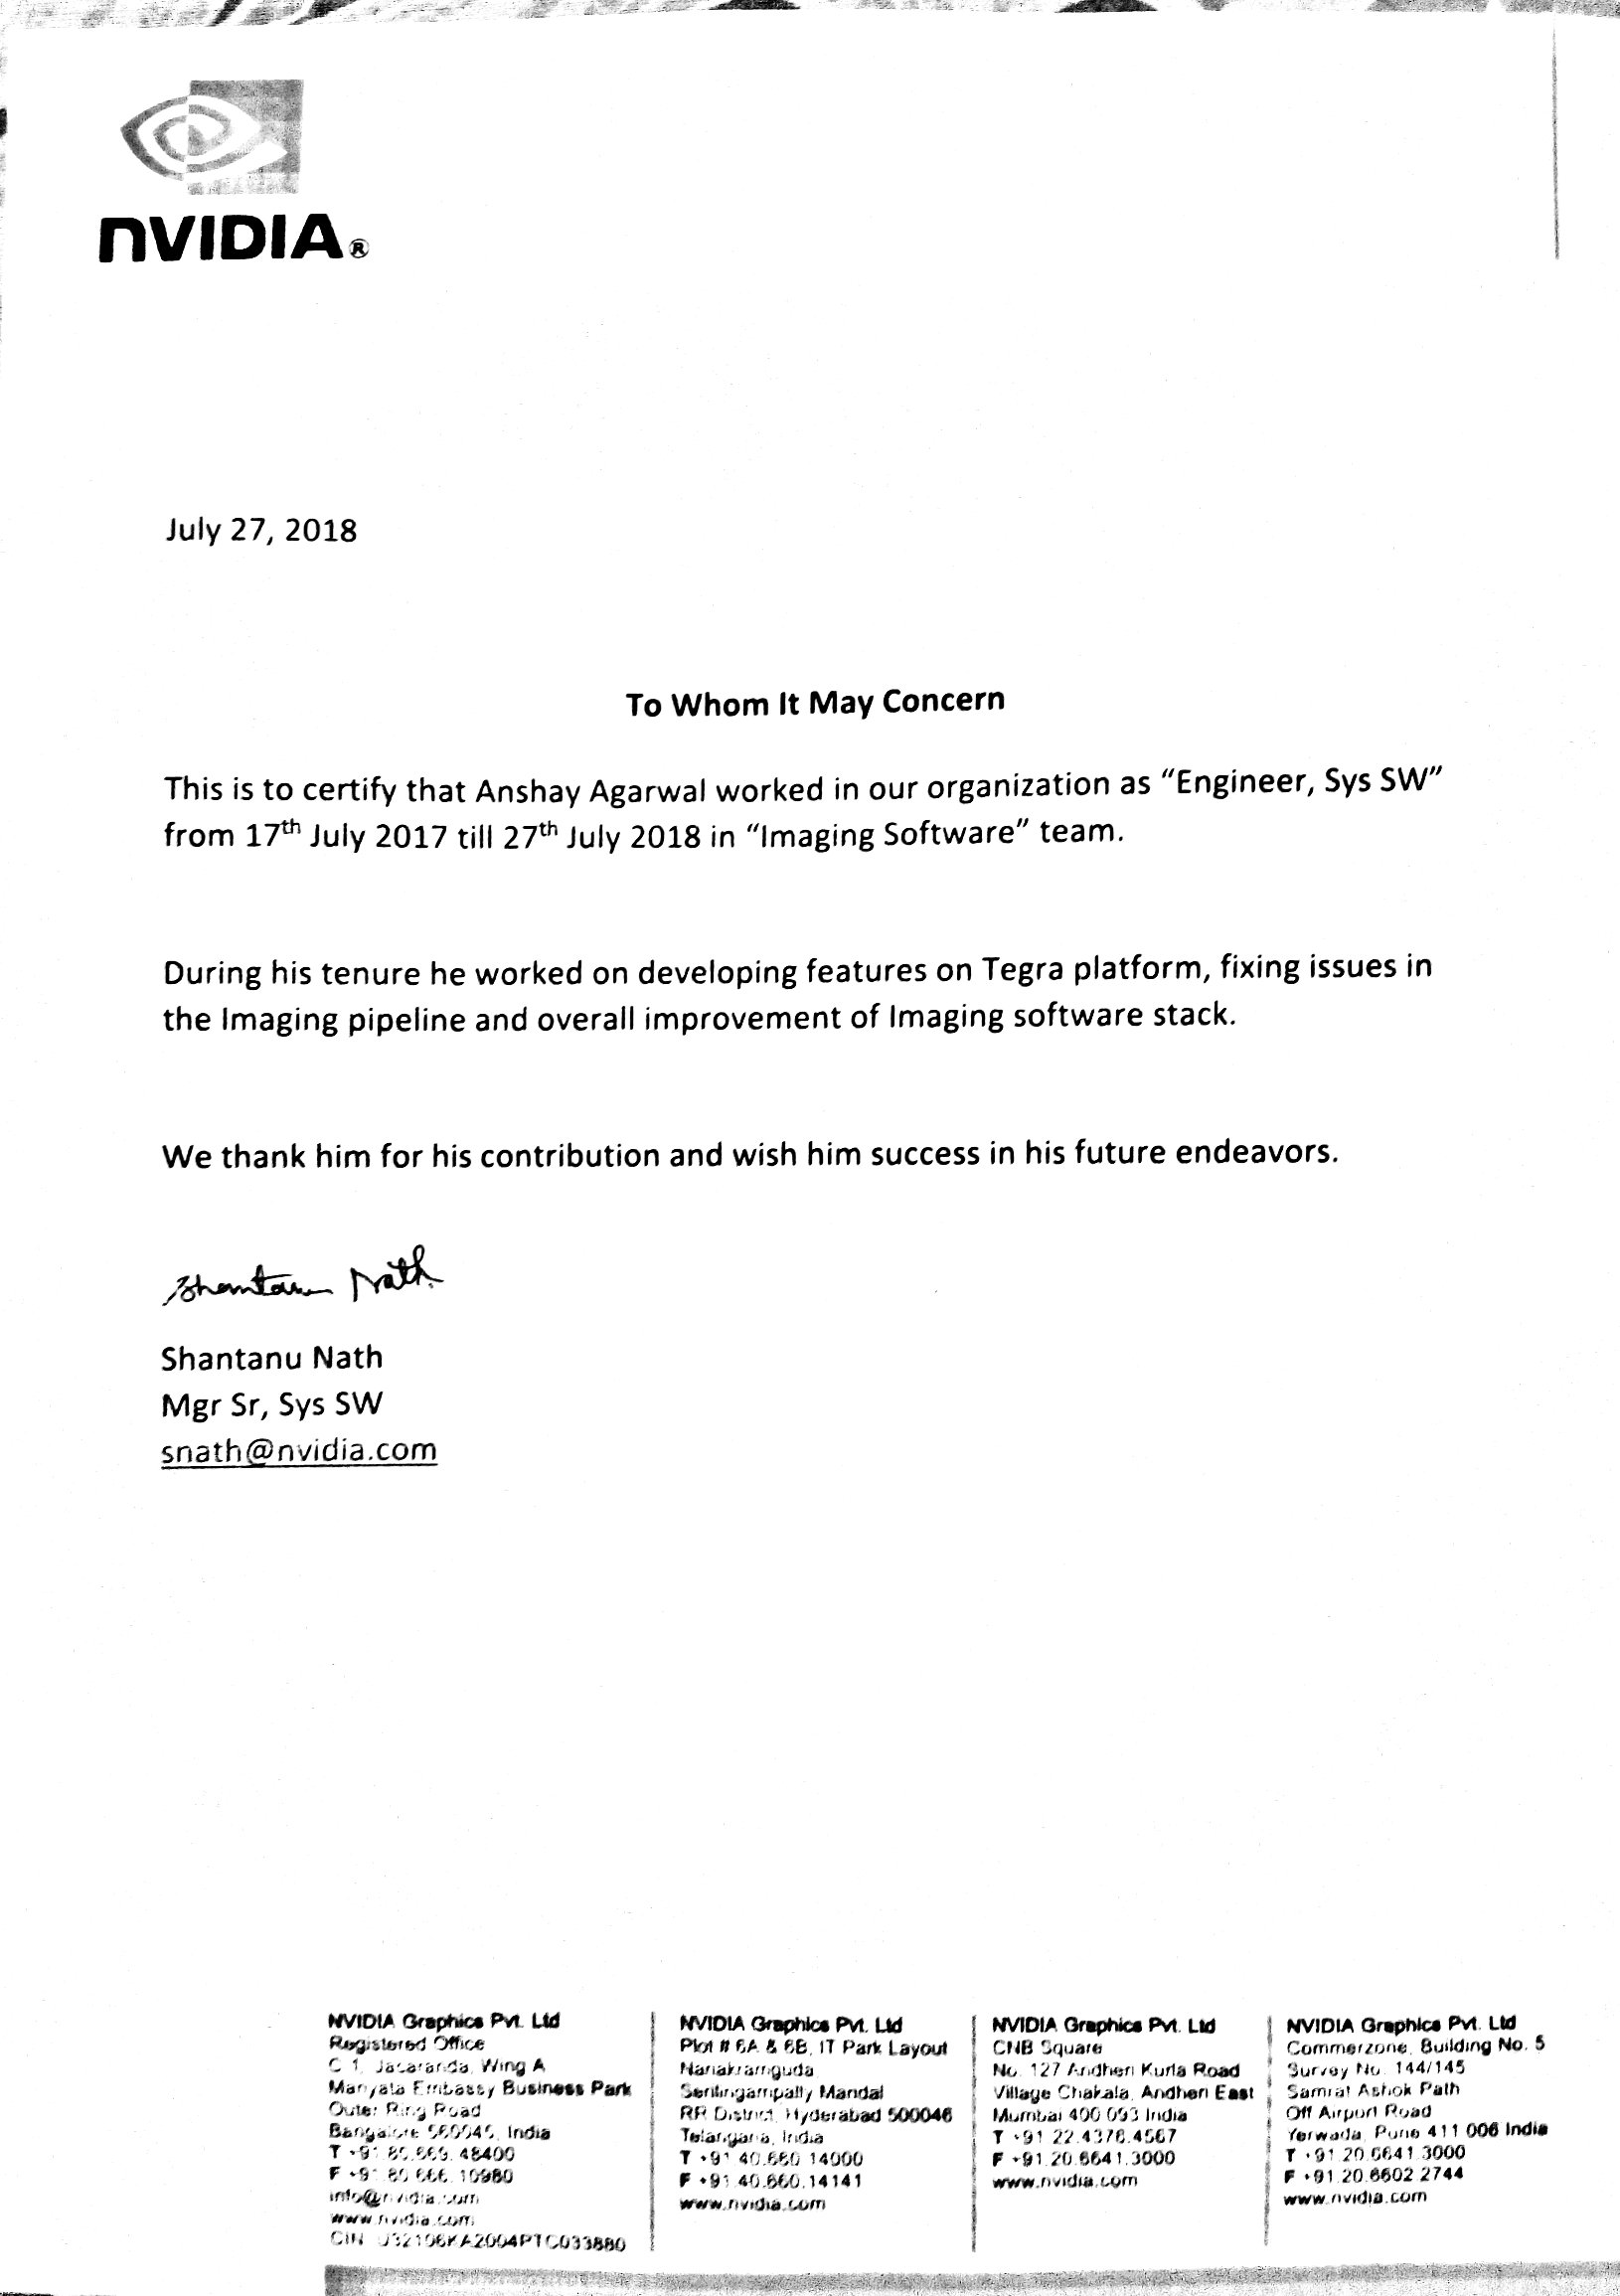 NVIDIA®
July 27, 2018
To Whom It May Concern
This is to certify that Anshay Agarwal worked in our organization as “Engineer, Sys SW”
from 17th July 2017 till 27th July 2018 in “Imaging Software” team.
During his tenure he worked on developing features on Tegra platform, fixing issues in
the Imaging pipeline and overall improvement of Imaging software stack.
We thank him for his contribution and wish him success in his future endeavors.
Shantanu Nath
Shantanu Nath
Mgr Sr, Sys SW
snath@nvidia.com
NVIDIA Graphics Pvt. Ltd
Registered Office
C 1, Jacaranda, Wing A
Manyata Embassy Business Park
Outer Ring Road
Bangalore 560045, India
T +91 80.669. 48400
F +91 80 666. 10980
info@nvidia.com
www.nvidia.com
CIN U32106KA2004PTC033880
NVIDIA Graphics Pvt. Ltd
Plot # 6A & 6B, IT Park Layout
Nanakramguda
Serilingampally Mandal
RR District, Hyderabad 500046
Telangana, India
T +91 40.660 14000
F +91 40.660.14141
www.nvidia.com
NVIDIA Graphics Pvt. Ltd
CNB Square
No. 127 Andheri Kurla Road
Village Chakala, Andheri East
Mumbai 400 093 India
T +91 22.4376.4567
F +91.20.6641.3000
www.nvidia.com
NVIDIA Graphics Pvt. Ltd
Commerzone, Building No. 5
Survey No. 144/145
Samrat Ashok Path
Off Airport Road
Yerwada, Pune 411 006 India
T +91 20 6641 3000
F +91.20.6602 2744
www.nvidia.com